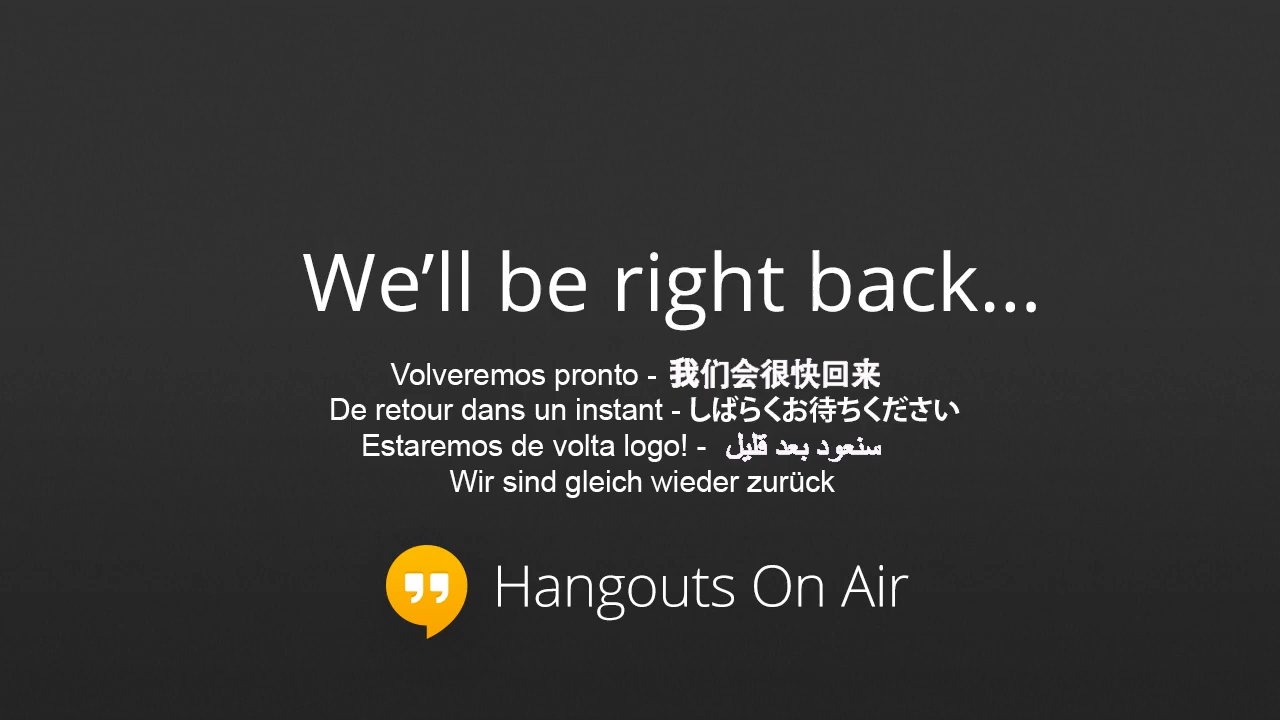 We’ll be right back...
Volveremos pronto - 我们会很快回来
De retour dans un instant - しばらくお待ちください
Estaremos de volta logo! - سنعود بعد قليل
Wir sind gleich wieder zurück
Hangouts On Air